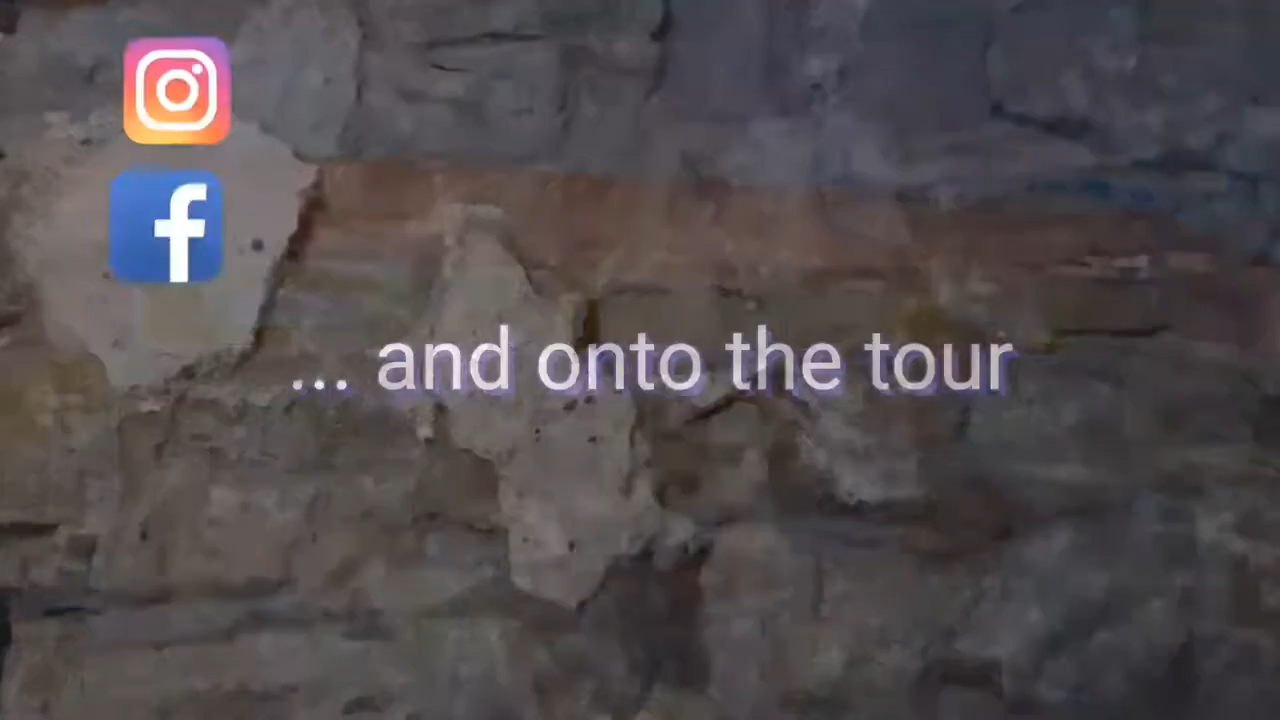 ... and onto the tour